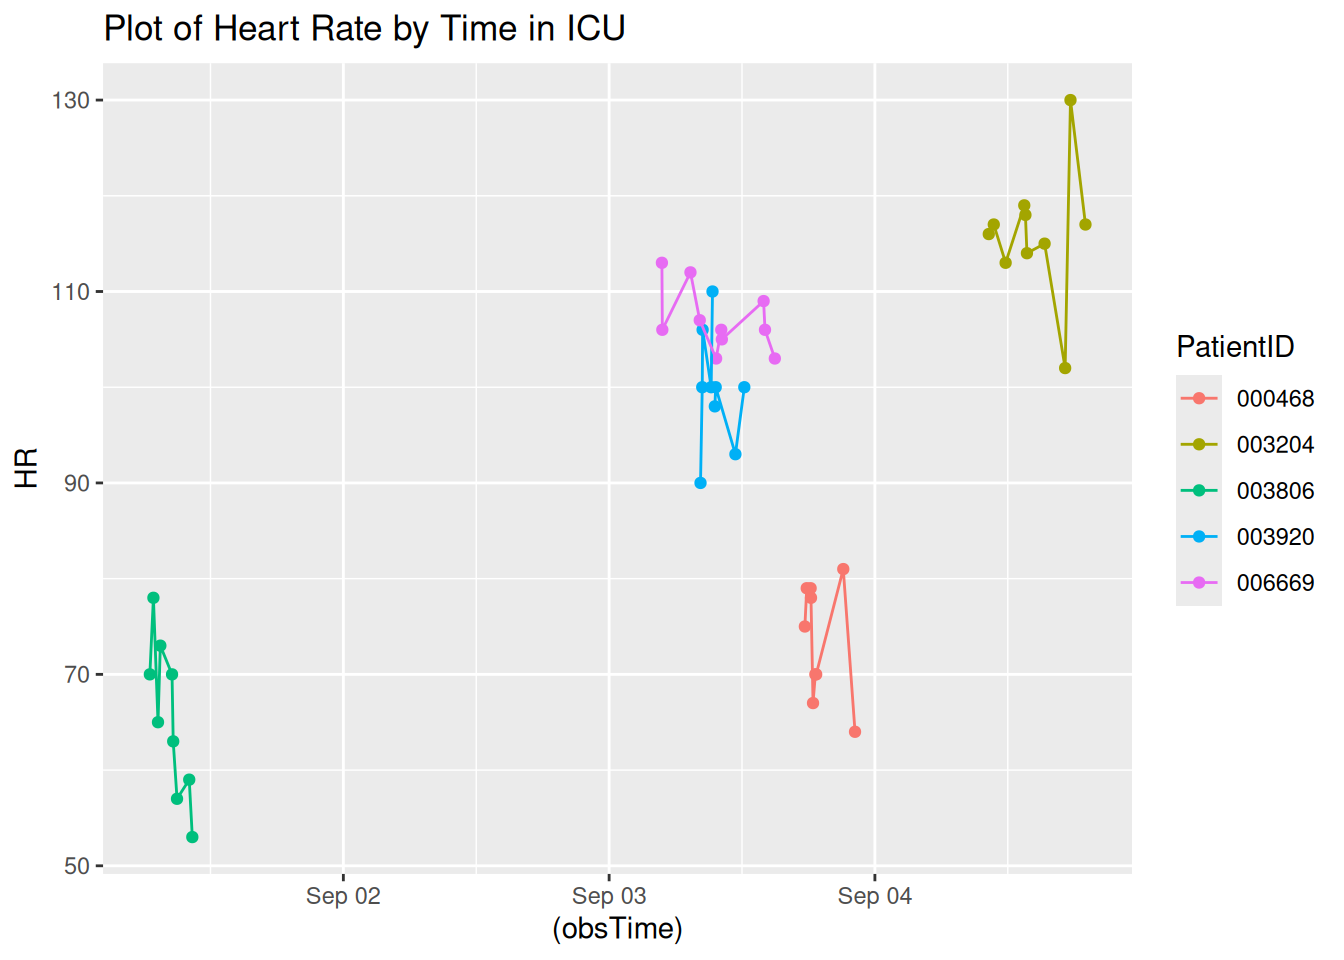 Plot of Heart Rate by Time in ICU
130
110
90
70
50
HR
Sep 02
Sep 03
Sep 04
(obsTime)
PatientID
000468
003204
003806
003920
006669